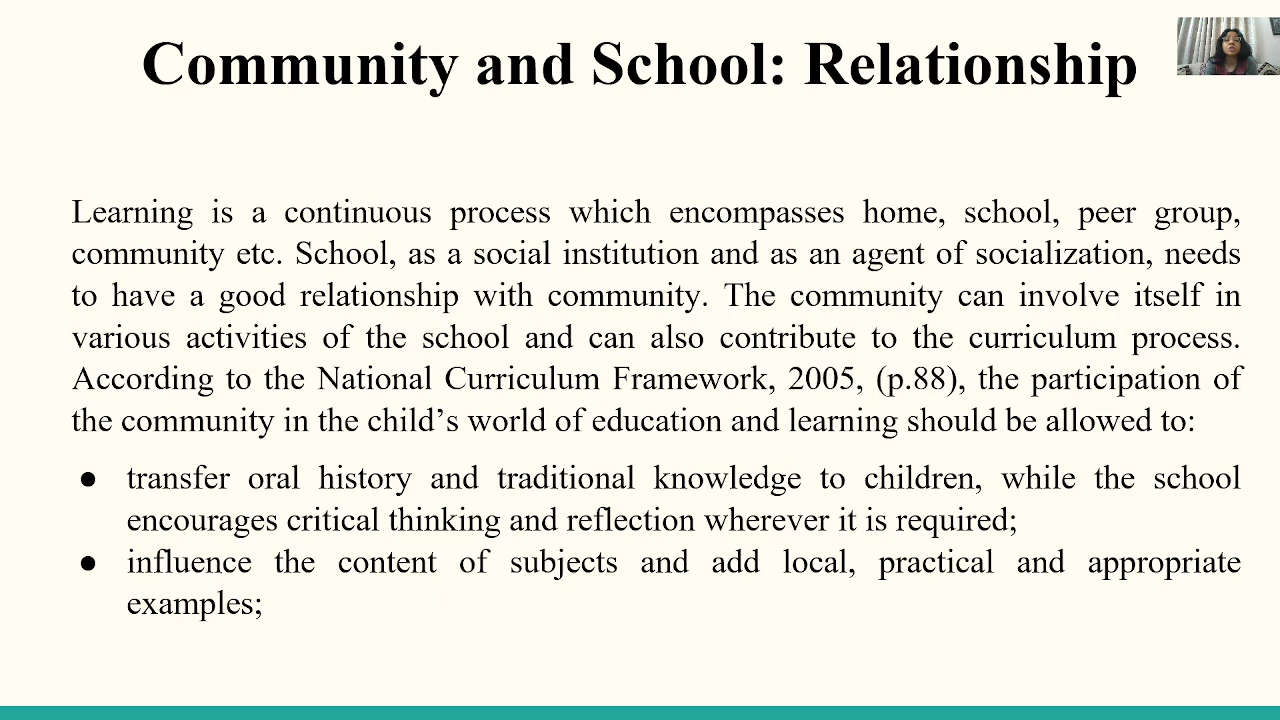 Community and School: Relationship
Learning is a continuous process which encompasses home, school, peer group,
community etc. School, as a social institution and as an agent of socialization, needs
to have a good relationship with community. The community can involve itself in
various activities of the school and can also contribute to the curriculum process.
According to the National Curriculum Framework, 2005, (p.88), the participation of
the community in the child’s world of education and learning should be allowed to:
● transfer oral history and traditional knowledge to children, while the school
encourages critical thinking and reflection wherever it is required;
● influence the content of subjects and add local, practical and appropriate
examples;